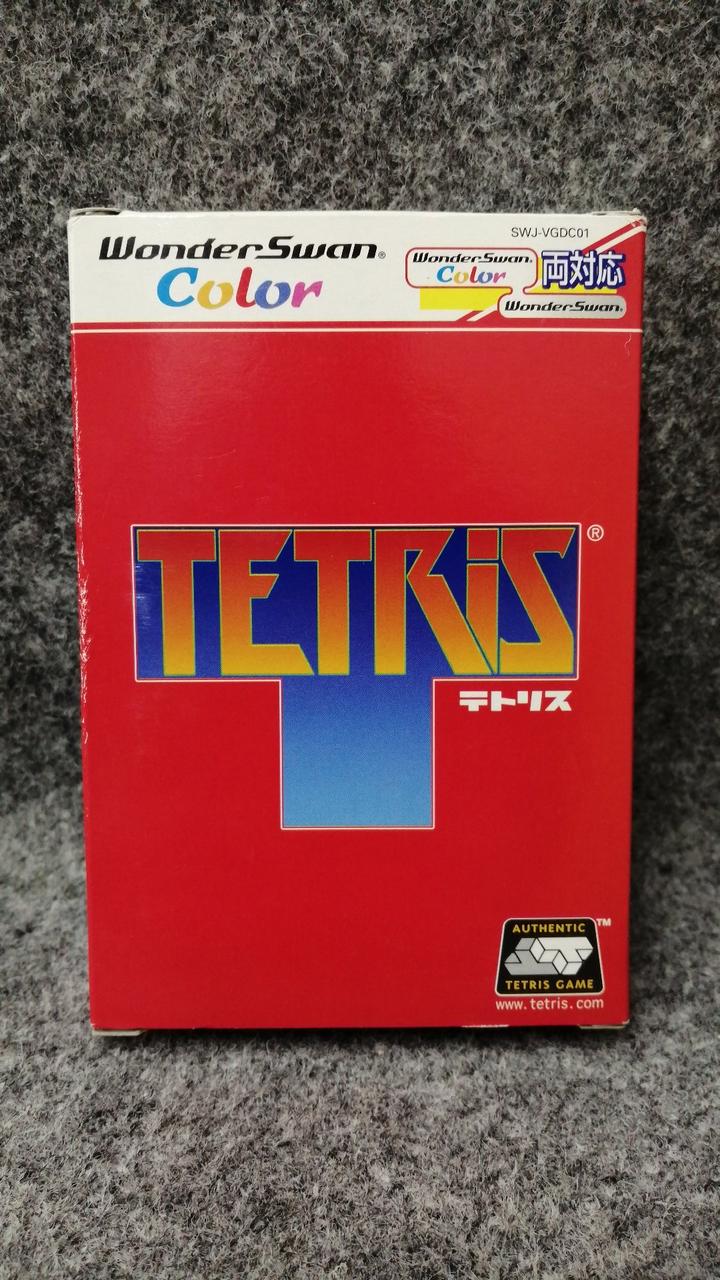 WonderSwan®
Color
SWJ-VGDC01
WonderSwan®
Color
両対応
WonderSwan®
TETRIS®
テトリス
AUTHENTIC
TETRIS GAME™
www.tetris.com